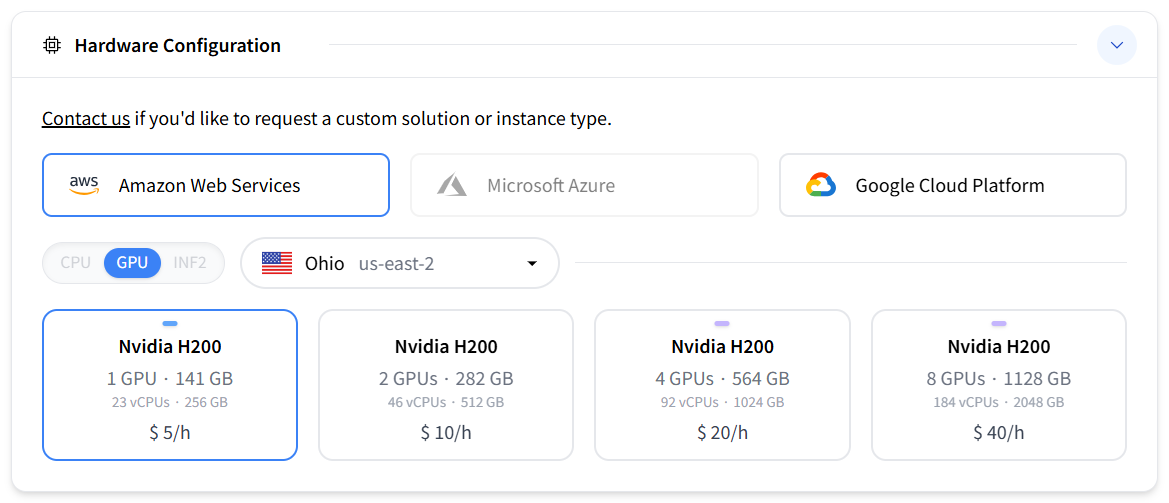 Hardware Configuration
Contact us if you'd like to request a custom solution or instance type.
aws Amazon Web Services
Microsoft Azure
Google Cloud Platform
CPU GPU INF2
Ohio us-east-2
Nvidia H200
1 GPU · 141 GB
23 vCPUs · 256 GB
$ 5/h
Nvidia H200
2 GPUs · 282 GB
46 vCPUs · 512 GB
$ 10/h
Nvidia H200
4 GPUs · 564 GB
92 vCPUs · 1024 GB
$ 20/h
Nvidia H200
8 GPUs · 1128 GB
184 vCPUs · 2048 GB
$ 40/h